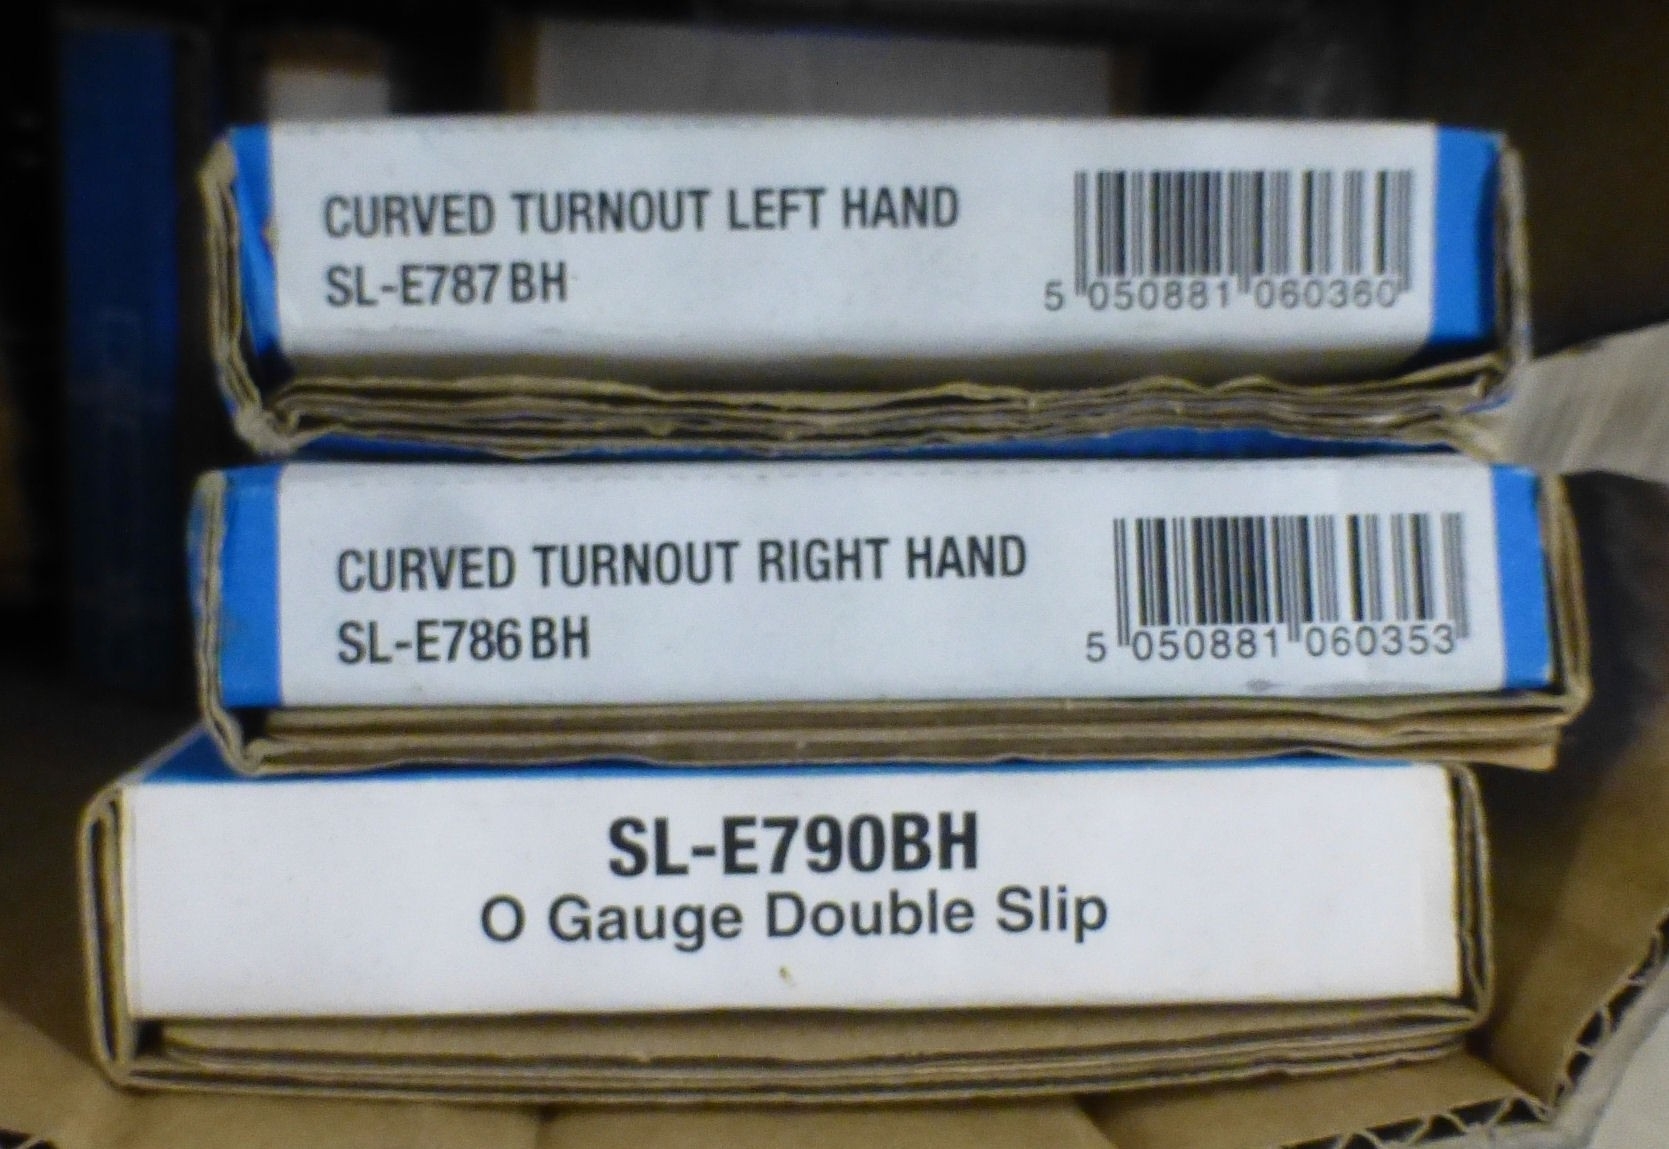 CURVED TURNOUT LEFT HAND
SL-E787BH
5 050881 060360
CURVED TURNOUT RIGHT HAND
SL-E786BH
5 050881 060353
SL-E790BH
O Gauge Double Slip